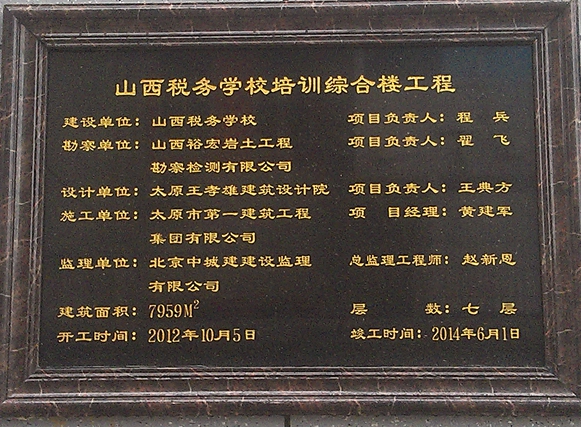 山西税务学校培训综合楼工程
建设单位：山西税务学校 项目负责人：程 兵
勘察单位：山西裕宏岩土工程 项目负责人：翟 飞
勘察检测有限公司
设计单位：太原王孝雄建筑设计院 项目负责人：王典方
施工单位：太原市第一建筑工程 项 目经理：黄建军
集团有限公司
监理单位：北京中城建建设监理 总监理工程师：赵新恩
有限公司
建筑面积：7959M² 层 数：七 层
开工时间：2012年10月5日 竣工时间：2014年6月1日